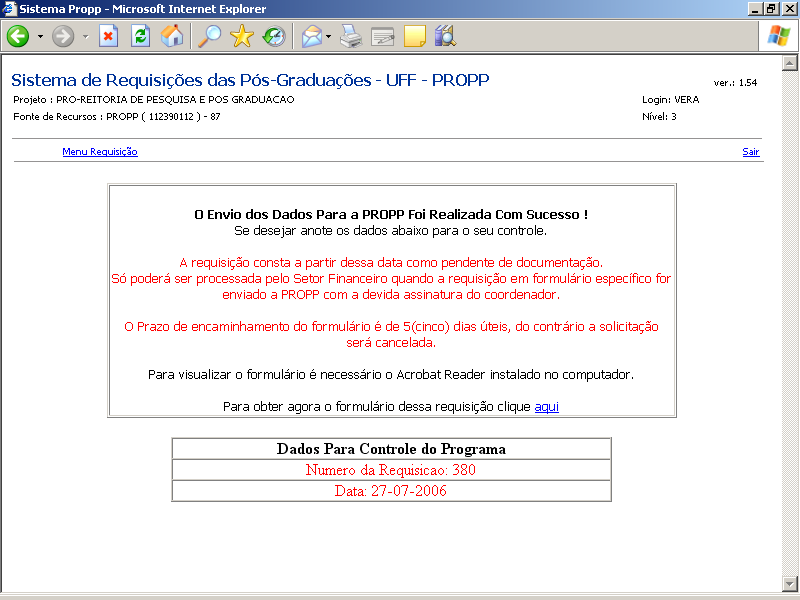 Sistema Propp - Microsoft Internet Explorer
Sistema de Requisições das Pós-Graduações - UFF - PROPP
ver.: 1.54
Projeto : PRO-REITORIA DE PESQUISA E POS GRADUACAO
Login: VERA
Fonte de Recursos : PROPP ( 112390112 ) - 87
Nível: 3
Menu Requisição
Sair
O Envio dos Dados Para a PROPP Foi Realizada Com Sucesso !
Se desejar anote os dados abaixo para o seu controle.
A requisição consta a partir dessa data como pendente de documentação.
Só poderá ser processada pelo Setor Financeiro quando a requisição em formulário específico for
enviado a PROPP com a devida assinatura do coordenador.
O Prazo de encaminhamento do formulário é de 5(cinco) dias úteis, do contrário a solicitação
será cancelada.
Para visualizar o formulário é necessário o Acrobat Reader instalado no computador.
Para obter agora o formulário dessa requisição clique aqui
Dados Para Controle do Programa
Numero da Requisicao: 380
Data: 27-07-2006